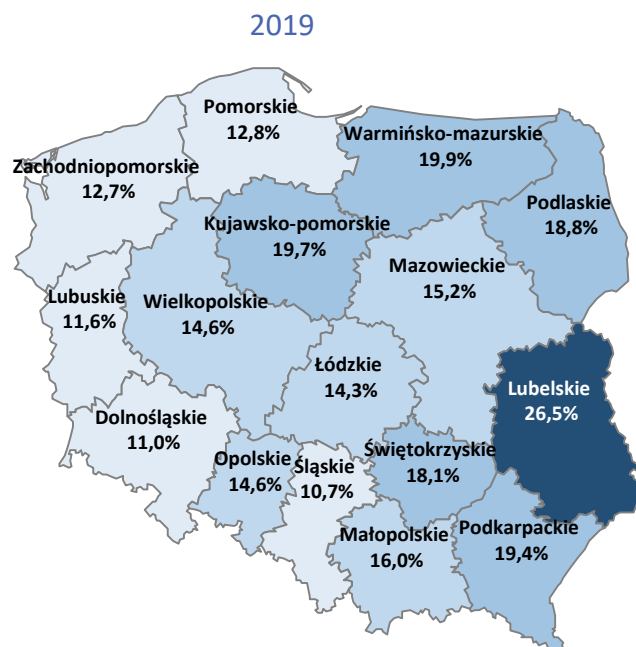 2019
Pomorskie
12,8%
Warmińsko-mazurskie
19,9%
Zachodniopomorskie
12,7%
Podlaskie
18,8%
Kujawsko-pomorskie
19,7%
Mazowieckie
15,2%
Lubuskie
11,6%
Wielkopolskie
14,6%
Łódzkie
14,3%
Lubelskie
26,5%
Dolnośląskie
11,0%
Opolskie
14,6%
Śląskie
10,7%
Świętokrzyskie
18,1%
Małopolskie
16,0%
Podkarpackie
19,4%